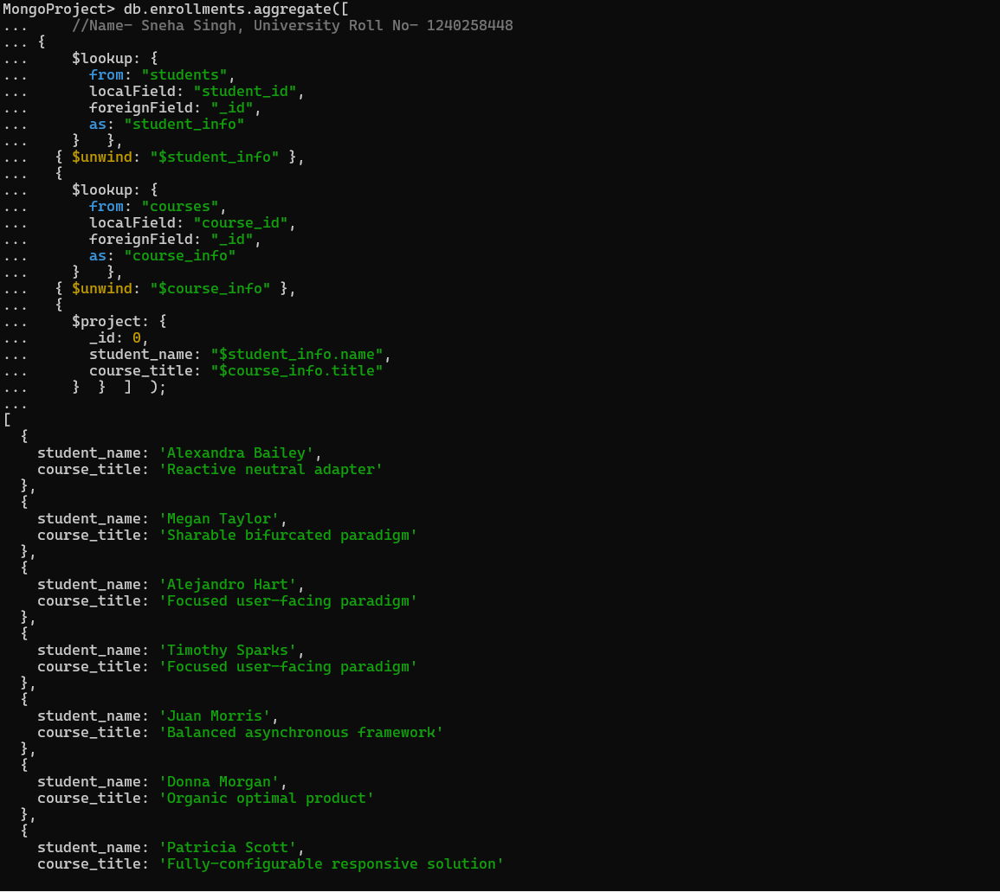 MongoProject> db.enrollments.aggregate([
...     //Name- Sneha Singh, University Roll No- 1240258448
... {
...     $lookup: {
...       from: "students",
...       localField: "student_id",
...       foreignField: "_id",
...       as: "student_info"
...     }   },
...   { $unwind: "$student_info" },
...   {
...     $lookup: {
...       from: "courses",
...       localField: "course_id",
...       foreignField: "_id",
...       as: "course_info"
...     }   },
...   { $unwind: "$course_info" },
...   {
...     $project: {
...       _id: 0,
...       student_name: "$student_info.name",
...       course_title: "$course_info.title"
...     }  }  ]  );
...
[
  {
    student_name: 'Alexandra Bailey',
    course_title: 'Reactive neutral adapter'
  },
  {
    student_name: 'Megan Taylor',
    course_title: 'Sharable bifurcated paradigm'
  },
  {
    student_name: 'Alejandro Hart',
    course_title: 'Focused user-facing paradigm'
  },
  {
    student_name: 'Timothy Sparks',
    course_title: 'Focused user-facing paradigm'
  },
  {
    student_name: 'Juan Morris',
    course_title: 'Balanced asynchronous framework'
  },
  {
    student_name: 'Donna Morgan',
    course_title: 'Organic optimal product'
  },
  {
    student_name: 'Patricia Scott',
    course_title: 'Fully-configurable responsive solution'